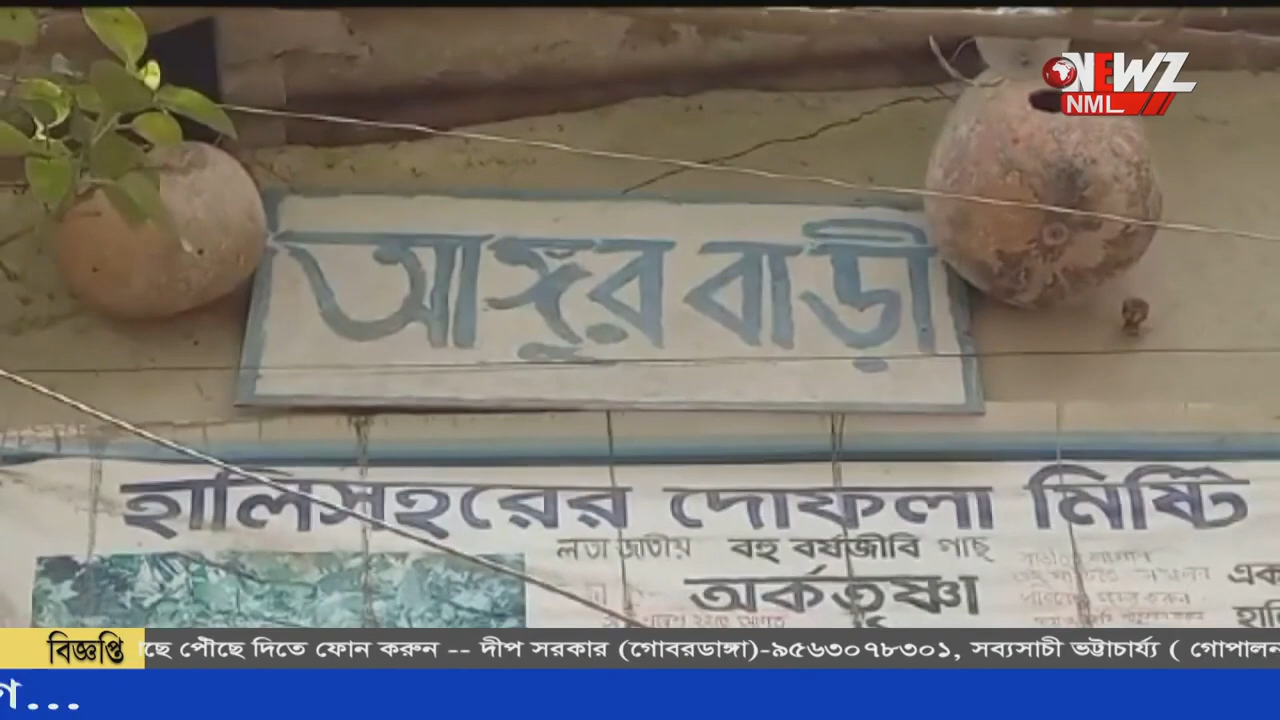 NEWZ
NML
আঙ্গুর বাড়ী
হালিসহরের দোফলা মিষ্টি
লতা জাতীয় বহু বর্ষজীবি গাছ
অর্কতৃষ্ণা
এক
হালি
বিজ্ঞপ্তি ছে পৌঁছে দিতে ফোন করুন -- দীপ সরকার (গোবরডাঙ্গা)-৯৫৬৩০৭৮৩০১, সব্যসাচী ভট্টাচার্য্য ( গোপালন
...